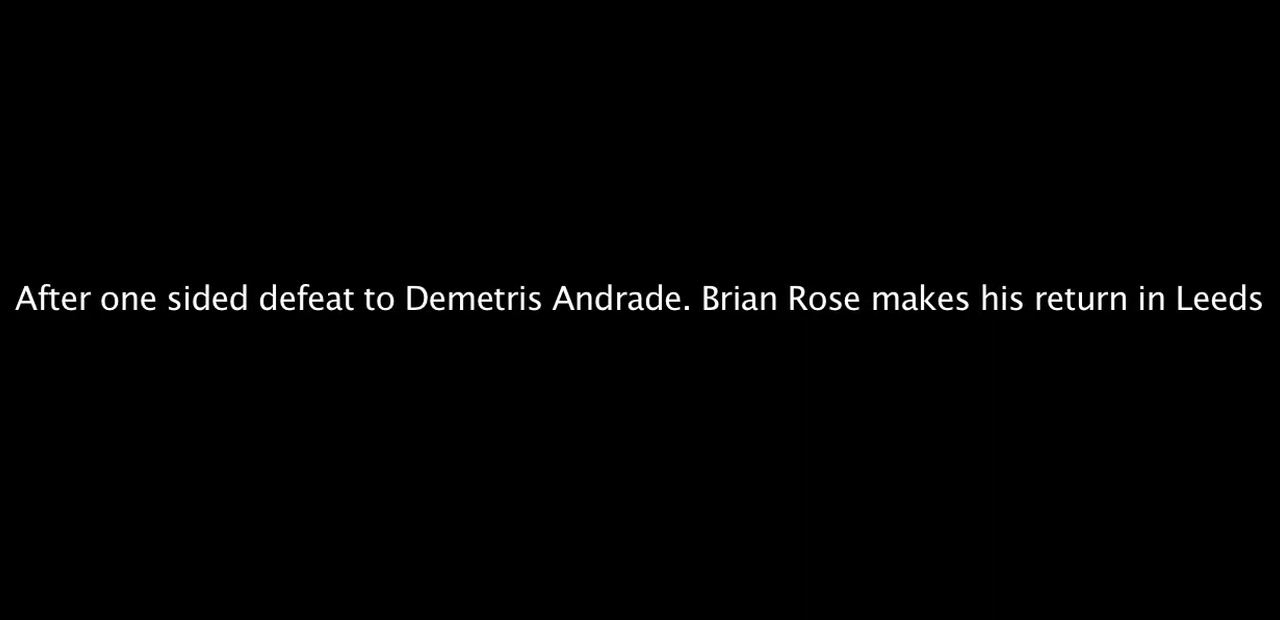 After one sided defeat to Demetris Andrade. Brian Rose makes his return in Leeds